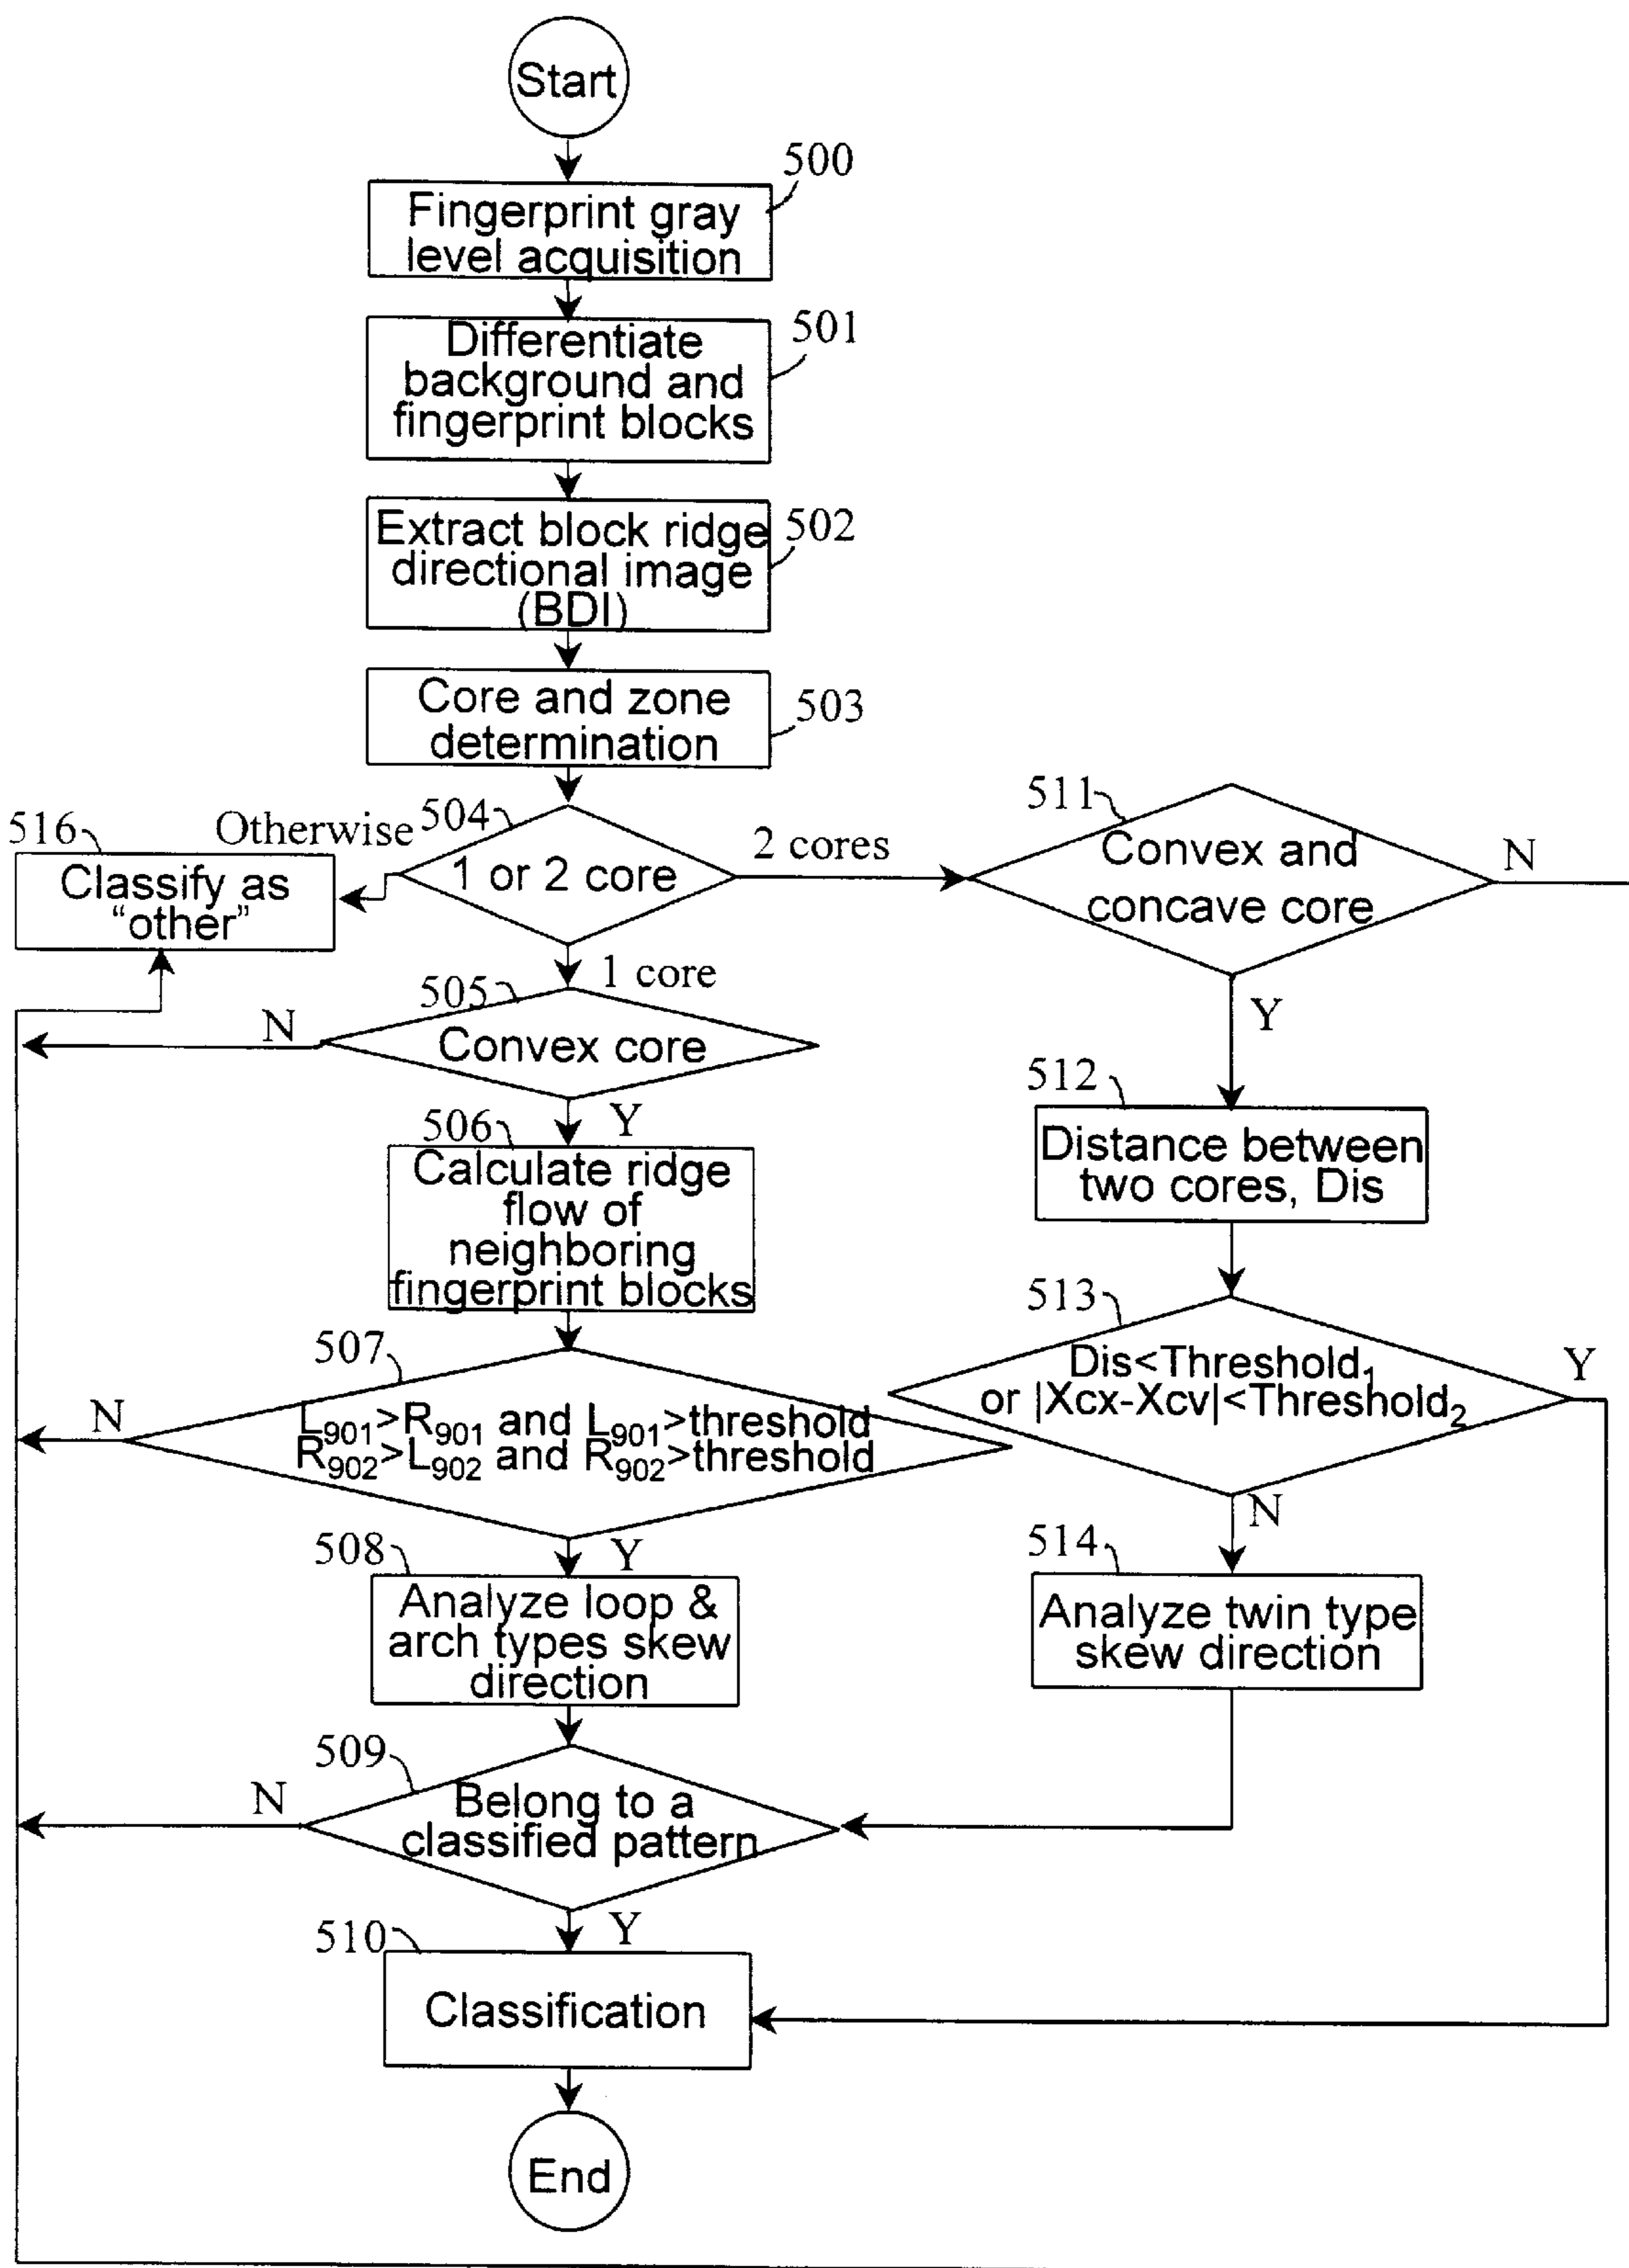 Start
500
Fingerprint gray
level acquisition
501
Differentiate
background and
fingerprint blocks
502
Extract block ridge
directional image
(BDI)
503
Core and zone
determination
504
1 or 2 core
Otherwise
516
Classify as
“other”
2 cores
511
Convex and
concave core
N
Y
1 core
505
Convex core
N
Y
506
Calculate ridge
flow of
neighboring
fingerprint blocks
512
Distance between
two cores, Dis
507
L901>R901 and L901>threshold
R902>L902 and R902>threshold
N
Y
513
Dis<Threshold1
or |Xcx-Xcv|<Threshold2
Y
N
508
Analyze loop &
arch types skew
direction
514
Analyze twin type
skew direction
509
Belong to a
classified pattern
N
Y
510
Classification
End